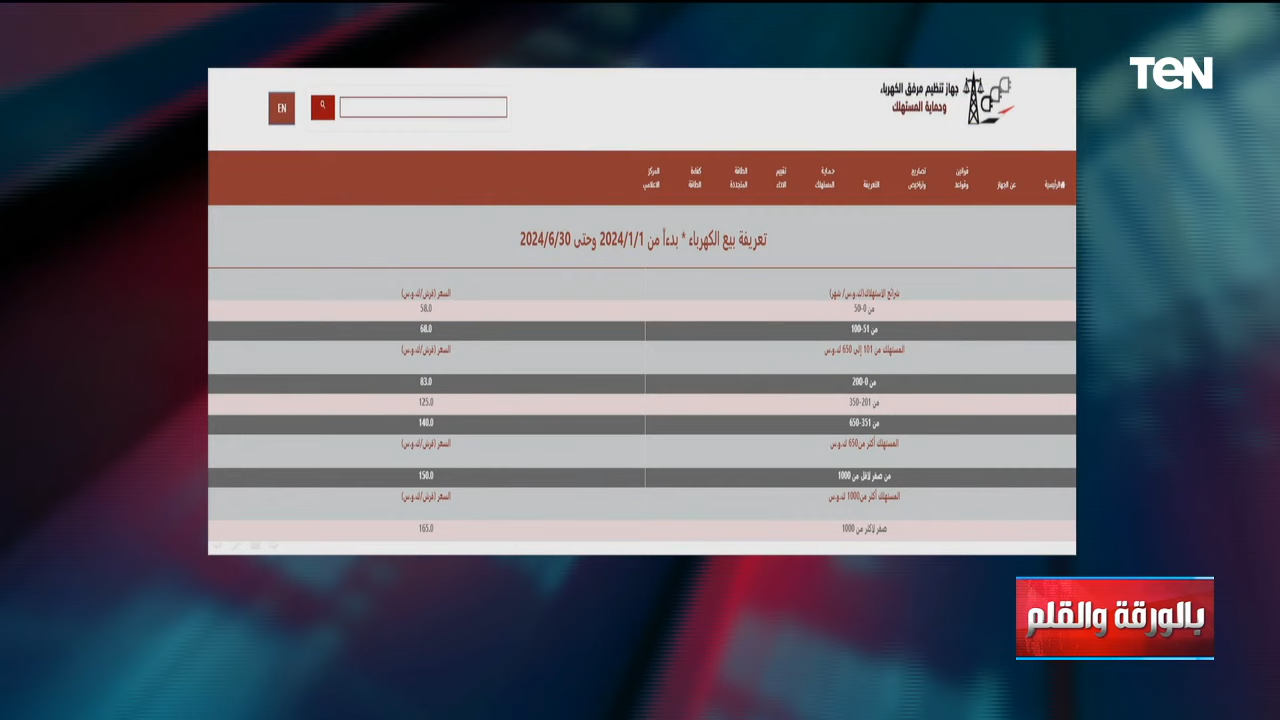 TEN
جهاز تنظيم مرفق الكهرباء
وحماية المستهلك
EN
الرئيسية
عن الجهاز
قوانين وقواعد
تصاريح وتراخيص
التعريفة
حماية المستهلك
تقييم الاداء
الطاقة المتجددة
كفاءة الطاقة
المركز الاعلامي
تعريفة بيع الكهرباء * بدءاً من 2024/1/1 وحتى 2024/6/30
شرائح الاستهلاك(ك.و.س/ شهر) السعر (قرش/ك.و.س)
من 0-50 58.0
من 51-100 68.0
المستهلك من 101 إلى 650 ك.و.س السعر (قرش/ك.و.س)
من 0-200 83.0
من 201-350 125.0
من 351-650 140.0
المستهلك أكثر من650 ك.و.س السعر (قرش/ك.و.س)
من صفر لاقل من 1000 150.0
المستهلك أكثر من1000 ك.و.س السعر (قرش/ك.و.س)
صفر لاكثر من 1000 165.0
بالورقة والقلم